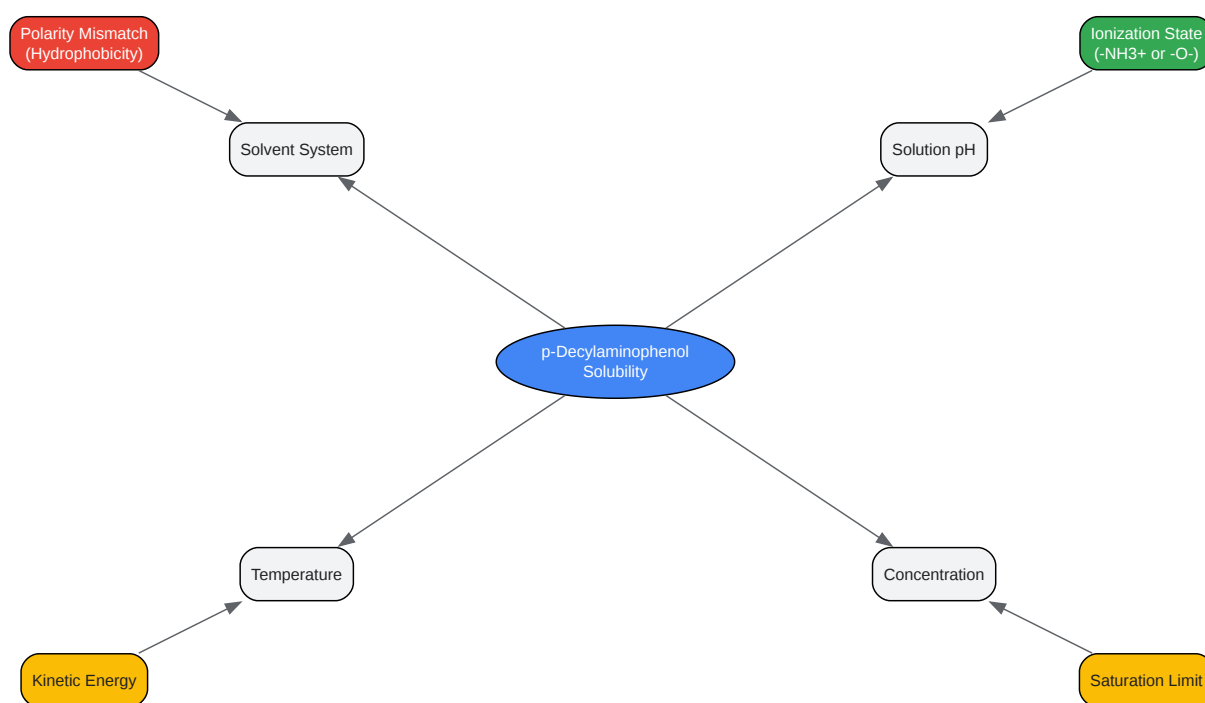 Polarity Mismatch
(Hydrophobicity)
Ionization State
(-NH3+ or -O-)
Solvent System
Solution pH
p-Decylaminophenol
Solubility
Temperature
Concentration
Kinetic Energy
Saturation Limit